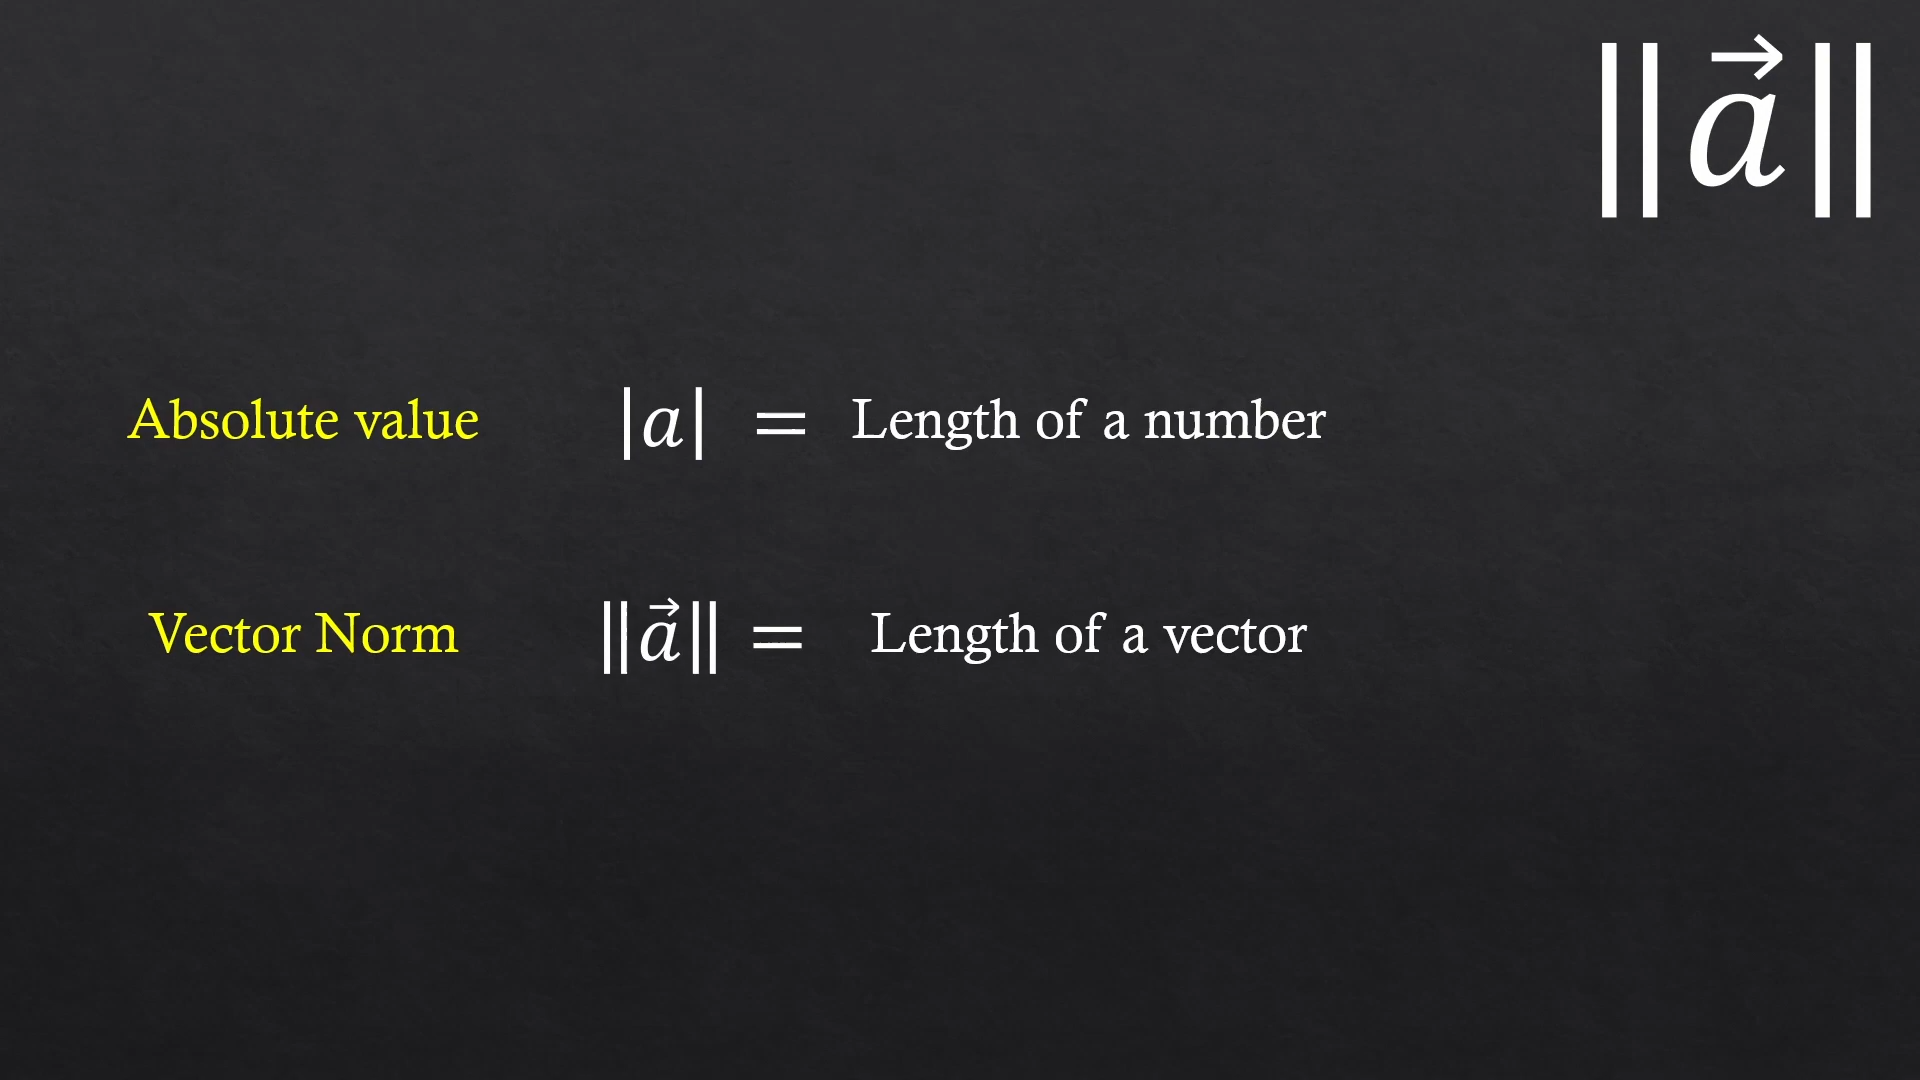 ‖a⃗‖
Absolute value |a| = Length of a number
Vector Norm ‖a⃗‖ = Length of a vector